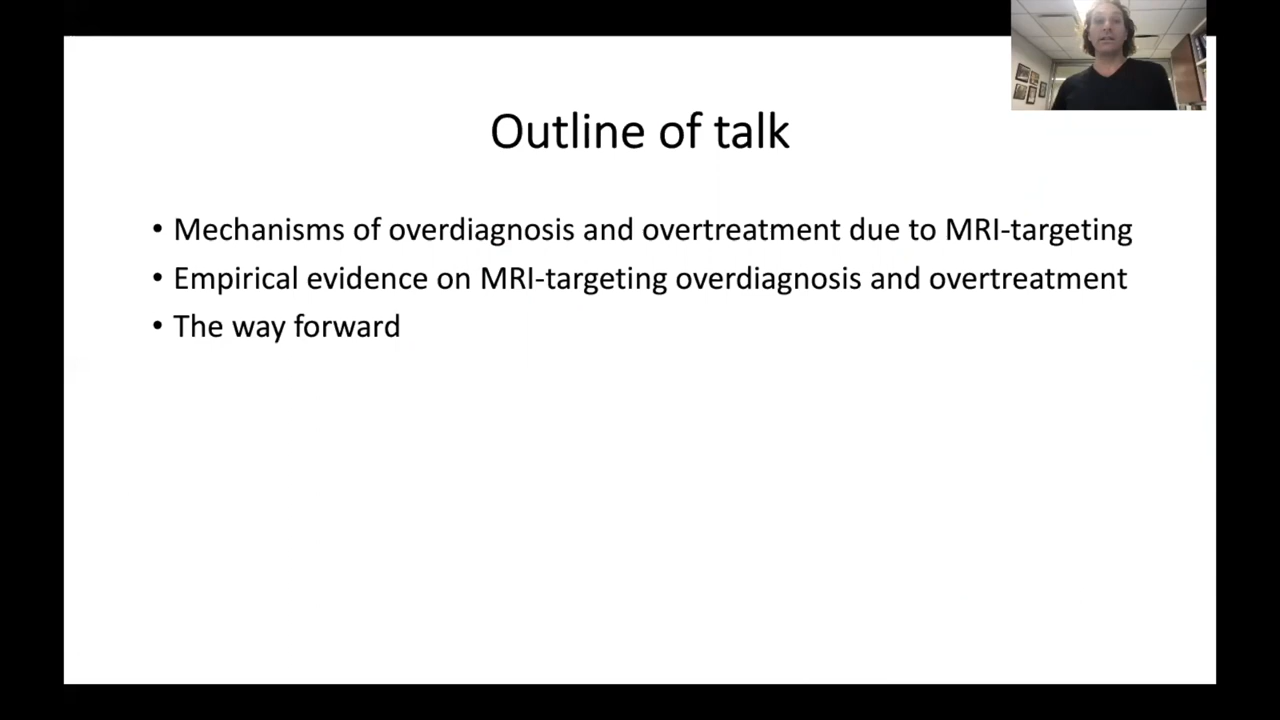 Outline of talk
• Mechanisms of overdiagnosis and overtreatment due to MRI-targeting
• Empirical evidence on MRI-targeting overdiagnosis and overtreatment
• The way forward